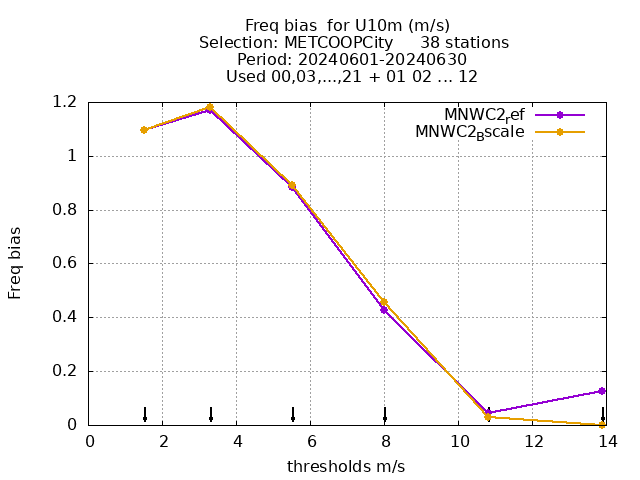 Freq bias  for U10m (m/s)
Selection: METCOOPCity     38 stations
Period: 20240601-20240630
Used 00,03,...,21 + 01 02 ... 12
MNWC2ref
MNWC2Bscale
1.2
1
0.8
0.6
0.4
0.2
0
Freq bias
0 2 4 6 8 10 12 14
thresholds m/s